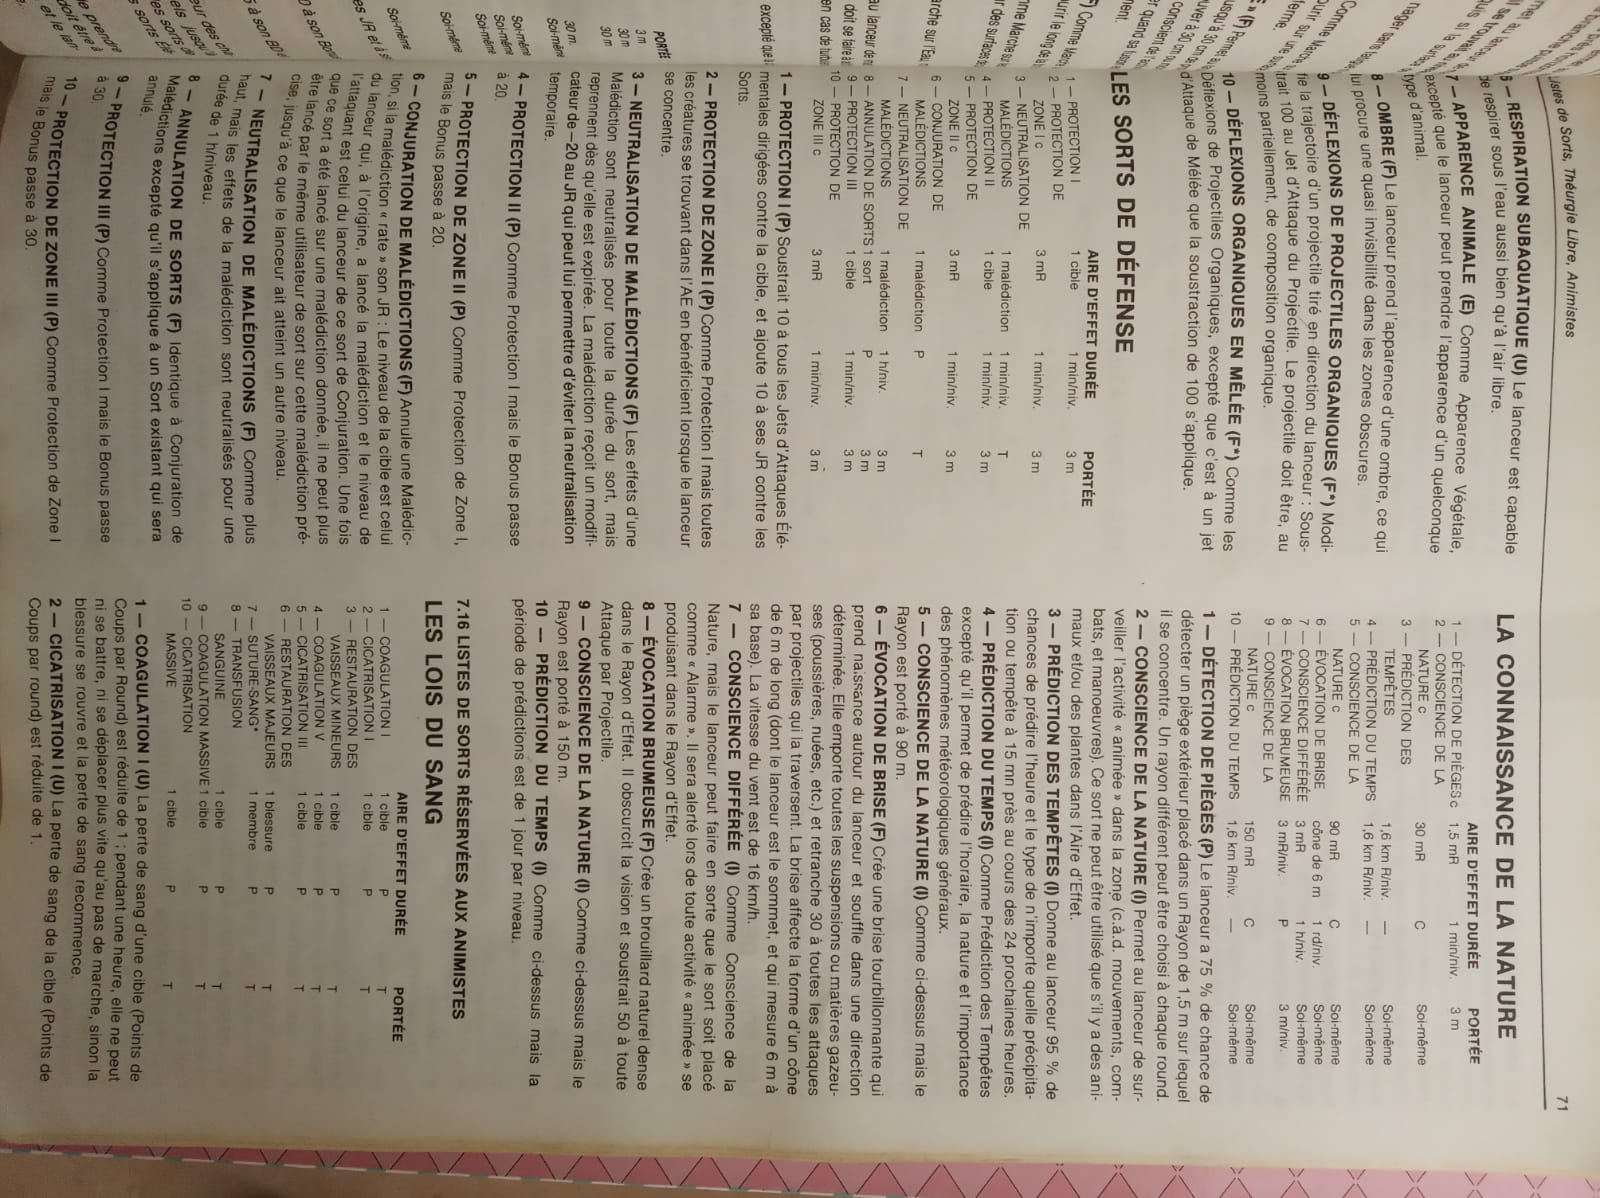 Listes de Sorts, Théurgie Libre, Animistes
71
6 — RESPIRATION SUBAQUATIQUE (U) Le lanceur est capable
de respirer sous l'eau aussi bien qu'à l'air libre.
7 — APPARENCE ANIMALE (E) Comme Apparence Végétale,
excepté que le lanceur peut prendre l'apparence d'un quelconque
type d'animal.
8 — OMBRE (F) Le lanceur prend l'apparence d'une ombre, ce qui
lui procure une quasi invisibilité dans les zones obscures.
9 — DÉFLEXIONS DE PROJECTILES ORGANIQUES (F*) Modi-
fie la trajectoire d'un projectile tiré en direction du lanceur : Sous-
trait 100 au Jet d'Attaque du Projectile. Le projectile doit être, au
moins partiellement, de composition organique.
10 — DÉFLEXIONS ORGANIQUES EN MÊLÉE (F*) Comme les
Déflexions de Projectiles Organiques, excepté que c'est à un jet
d'Attaque de Mêlée que la soustraction de 100 s'applique.
LES SORTS DE DÉFENSE
AIRE D'EFFET DURÉE PORTÉE
1 — PROTECTION I 1 cible 1 min/niv. 3 m
2 — PROTECTION DE
ZONE I c 3 mR 1 min/niv. 3 m
3 — NEUTRALISATION DE
MALÉDICTIONS 1 malédiction 1 min/niv. T
4 — PROTECTION II 1 cible 1 min/niv. 3 m
5 — PROTECTION DE
ZONE II c 3 mR 1 min/niv. 3 m
6 — CONJURATION DE
MALÉDICTIONS 1 malédiction P T
7 — NEUTRALISATION DE
MALÉDICTIONS 1 malédiction 1 h/niv. 3 m
8 — ANNULATION DE SORTS 1 sort P 3 m
9 — PROTECTION III 1 cible 1 min/niv. 3 m
10 — PROTECTION DE
ZONE III c 3 mR 1 min/niv. 3 m
1 — PROTECTION I (P) Soustrait 10 à tous les Jets d'Attaques Élé-
mentales dirigées contre la cible, et ajoute 10 à ses JR contre les
Sorts.
2 — PROTECTION DE ZONE I (P) Comme Protection I mais toutes
les créatures se trouvant dans l'AE en bénéficient lorsque le lanceur
se concentre.
3 — NEUTRALISATION DE MALÉDICTIONS (F) Les effets d'une
Malédiction sont neutralisés pour toute la durée du sort, mais
reprennent dès qu'elle est expirée. La malédiction reçoit un modifi-
cateur de —20 au JR qui peut lui permettre d'éviter la neutralisation
temporaire.
4 — PROTECTION II (P) Comme Protection I mais le Bonus passe
à 20.
5 — PROTECTION DE ZONE II (P) Comme Protection de Zone I,
mais le Bonus passe à 20.
6 — CONJURATION DE MALÉDICTIONS (F) Annule une Malédic-
tion, si la malédiction « rate » son JR : Le niveau de la cible est celui
du lanceur qui, à l'origine, a lancé la malédiction et le niveau de
l'attaquant est celui du lanceur de ce sort de Conjuration. Une fois
que ce sort a été lancé sur une malédiction donnée, il ne peut plus
être lancé par le même utilisateur de sort sur cette malédiction pré-
cise, jusqu'à ce que le lanceur ait atteint un autre niveau.
7 — NEUTRALISATION DE MALÉDICTIONS (F) Comme plus
haut, mais les effets de la malédiction sont neutralisés pour une
durée de 1 h/niveau.
8 — ANNULATION DE SORTS (F) Identique à Conjuration de
Malédictions excepté qu'il s'applique à un Sort existant qui sera
annulé.
9 — PROTECTION III (P) Comme Protection I mais le Bonus passe
à 30.
10 — PROTECTION DE ZONE III (P) Comme Protection de Zone I
mais le Bonus passe à 30.
LA CONNAISSANCE DE LA NATURE
AIRE D'EFFET DURÉE PORTÉE
1 — DÉTECTION DE PIÈGES c 1,5 mR 1 min/niv. 3 m
2 — CONSCIENCE DE LA
NATURE c 30 mR C Soi-même
3 — PRÉDICTION DES
TEMPÊTES 1,6 km R/niv. — Soi-même
4 — PRÉDICTION DU TEMPS 1,6 km R/niv. — Soi-même
5 — CONSCIENCE DE LA
NATURE c 90 mR C Soi-même
6 — ÉVOCATION DE BRISE cône de 6 m 1 rd/niv. Soi-même
7 — CONSCIENCE DIFFÉRÉE 3 mR 1 h/niv. Soi-même
8 — ÉVOCATION BRUMEUSE 3 mR/niv. P 3 m/niv.
9 — CONSCIENCE DE LA
NATURE c 150 mR C Soi-même
10 — PRÉDICTION DU TEMPS 1,6 km R/niv. — Soi-même
1 — DÉTECTION DE PIÈGES (P) Le lanceur a 75 % de chance de
détecter un piège extérieur placé dans un Rayon de 1,5 m sur lequel
il se concentre. Un rayon différent peut être choisi à chaque round.
2 — CONSCIENCE DE LA NATURE (I) Permet au lanceur de sur-
veiller l'activité « animée » dans la zone (c.à.d. mouvements, com-
bats, et manoeuvres). Ce sort ne peut être utilisé que s'il y a des ani-
maux et/ou des plantes dans l'Aire d'Effet.
3 — PRÉDICTION DES TEMPÊTES (I) Donne au lanceur 95 % de
chances de prédire l'heure et le type de n'importe quelle précipita-
tion ou tempête à 15 mn près au cours des 24 prochaines heures.
4 — PRÉDICTION DU TEMPS (I) Comme Prédiction des Tempêtes
excepté qu'il permet de prédire l'horaire, la nature et l'importance
des phénomènes météorologiques généraux.
5 — CONSCIENCE DE LA NATURE (I) Comme ci-dessus mais le
Rayon est porté à 90 m.
6 — ÉVOCATION DE BRISE (F) Crée une brise tourbillonnante qui
prend naissance autour du lanceur et souffle dans une direction
déterminée. Elle emporte toutes les suspensions ou matières gazeu-
ses (poussières, nuées, etc.) et retranche 30 à toutes les attaques
par projectiles qui la traversent. La brise affecte la forme d'un cône
de 6 m de long (dont le lanceur est le sommet, et qui mesure 6 m à
sa base). La vitesse du vent est de 16 km/h.
7 — CONSCIENCE DIFFÉRÉE (I) Comme Conscience de la
Nature, mais le lanceur peut faire en sorte que le sort soit placé
comme « Alarme ». Il sera alerté lors de toute activité « animée » se
produisant dans le Rayon d'Effet.
8 — ÉVOCATION BRUMEUSE (F) Crée un brouillard naturel dense
dans le Rayon d'Effet. Il obscurcit la vision et soustrait 50 à toute
Attaque par Projectile.
9 — CONSCIENCE DE LA NATURE (I) Comme ci-dessus mais le
Rayon est porté à 150 m.
10 — PRÉDICTION DU TEMPS (I) Comme ci-dessus mais la
période de prédictions est de 1 jour par niveau.
7.16 LISTES DE SORTS RÉSERVÉES AUX ANIMISTES
LES LOIS DU SANG
AIRE D'EFFET DURÉE PORTÉE
1 — COAGULATION I 1 cible P T
2 — CICATRISATION I 1 cible P T
3 — RESTAURATION DES
VAISSEAUX MINEURS 1 cible P T
4 — COAGULATION V 1 cible P T
5 — CICATRISATION III 1 cible P T
6 — RESTAURATION DES
VAISSEAUX MAJEURS 1 blessure P T
7 — SUTURE-SANG* 1 membre P T
8 — TRANSFUSION
SANGUINE 1 cible P T
9 — COAGULATION MASSIVE 1 cible P T
10 — CICATRISATION
MASSIVE 1 cible P T
1 — COAGULATION I (U) La perte de sang d'une cible (Points de
Coups par Round) est réduite de 1 ; pendant une heure, elle ne peut
ni se battre, ni se déplacer plus vite qu'au pas de marche, sinon la
blessure se rouvre et la perte de sang recommence.
2 — CICATRISATION I (U) La perte de sang de la cible (Points de
Coups par round) est réduite de 1.